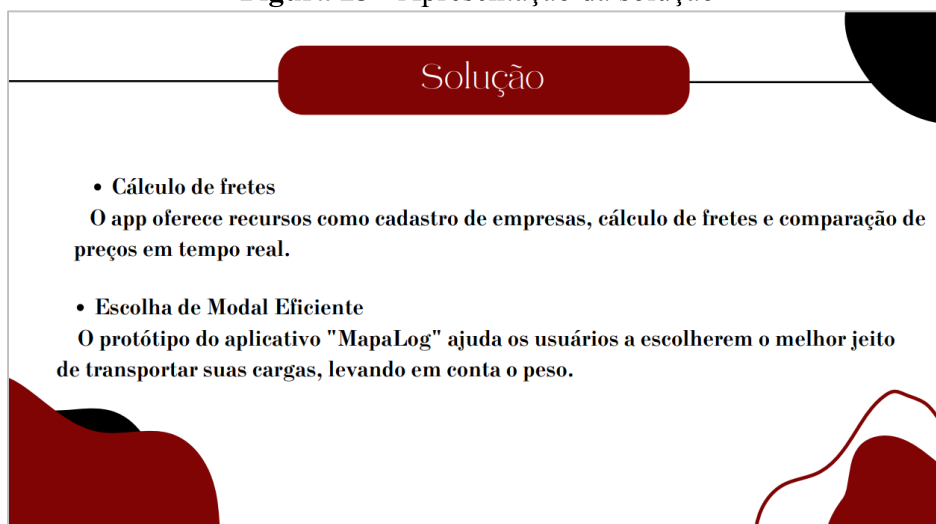 Solução
• Cálculo de fretes
O app oferece recursos como cadastro de empresas, cálculo de fretes e comparação de
preços em tempo real.
• Escolha de Modal Eficiente
O protótipo do aplicativo "MapaLog" ajuda os usuários a escolherem o melhor jeito
de transportar suas cargas, levando em conta o peso.